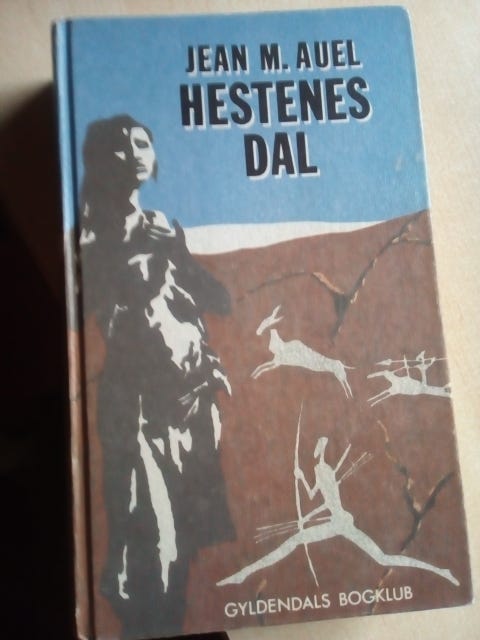 JEAN M. AUEL
HESTENES
DAL
GYLDENDALS BOGKLUB